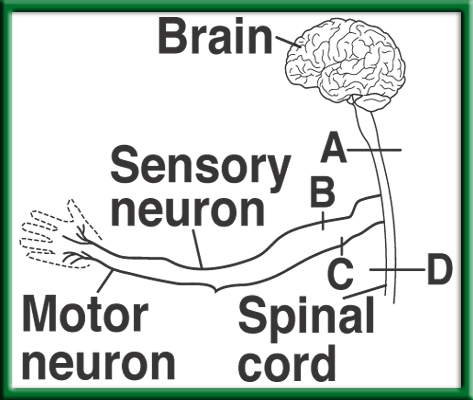 Brain
A
Sensory
neuron
B
C
D
Motor
neuron
Spinal
cord